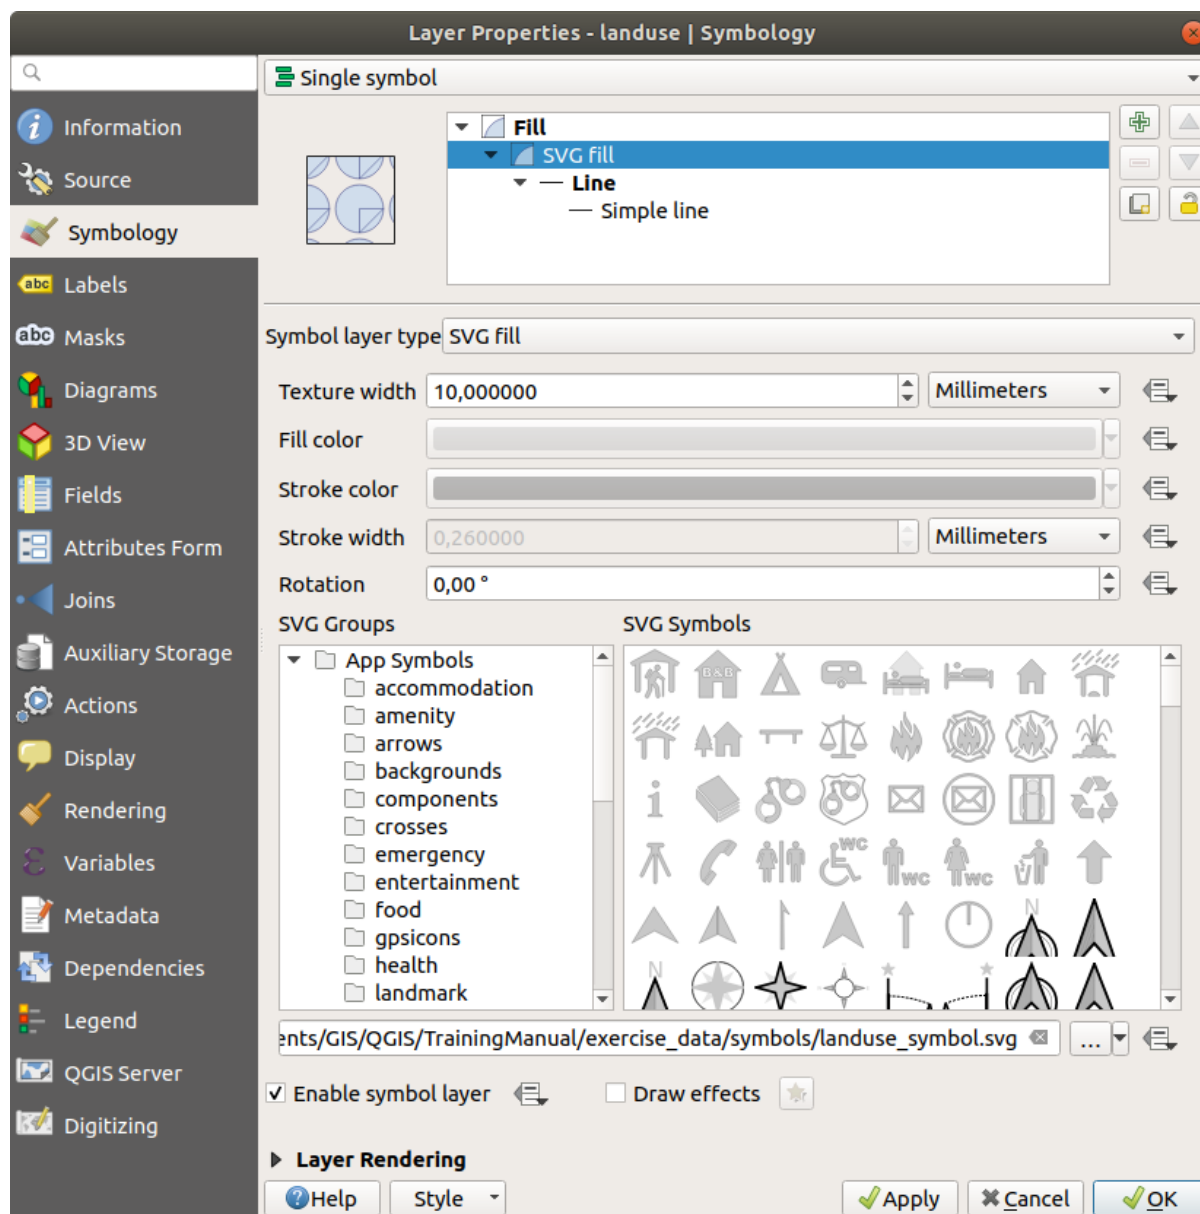 Layer Properties - landuse | Symbology
Single symbol
Information
Source
Symbology
Labels
Masks
Diagrams
3D View
Fields
Attributes Form
Joins
Auxiliary Storage
Actions
Display
Rendering
Variables
Metadata
Dependencies
Legend
QGIS Server
Digitizing
abc
abc
Fill
SVG fill
Line
Simple line
Symbol layer type SVG fill
Texture width 10,000000 Millimeters
Fill color
Stroke color
Stroke width 0,260000 Millimeters
Rotation 0,00 °
SVG Groups
App Symbols
accommodation
amenity
arrows
backgrounds
components
crosses
emergency
entertainment
food
gpsicons
health
landmark
SVG Symbols
B&B
i
WC
WC
WC
N
N
ents/GIS/QGIS/TrainingManual/exercise_data/symbols/landuse_symbol.svg ...
Enable symbol layer Draw effects
Layer Rendering
Help Style Apply Cancel OK